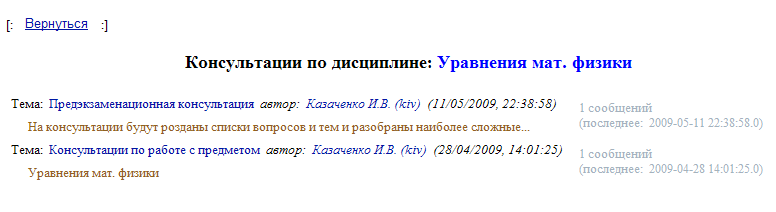 [: Вернуться :]
Консультации по дисциплине: Уравнения мат. физики
Тема: Предэкзаменационная консультация автор: Казаченко И.В. (kiv) (11/05/2009, 22:38:58)
1 сообщений
(последнее: 2009-05-11 22:38:58.0)
На консультации будут розданы списки вопросов и тем и разобраны наиболее сложные...
Тема: Консультации по работе с предметом автор: Казаченко И.В. (kiv) (28/04/2009, 14:01:25)
1 сообщений
(последнее: 2009-04-28 14:01:25.0)
Уравнения мат. физики